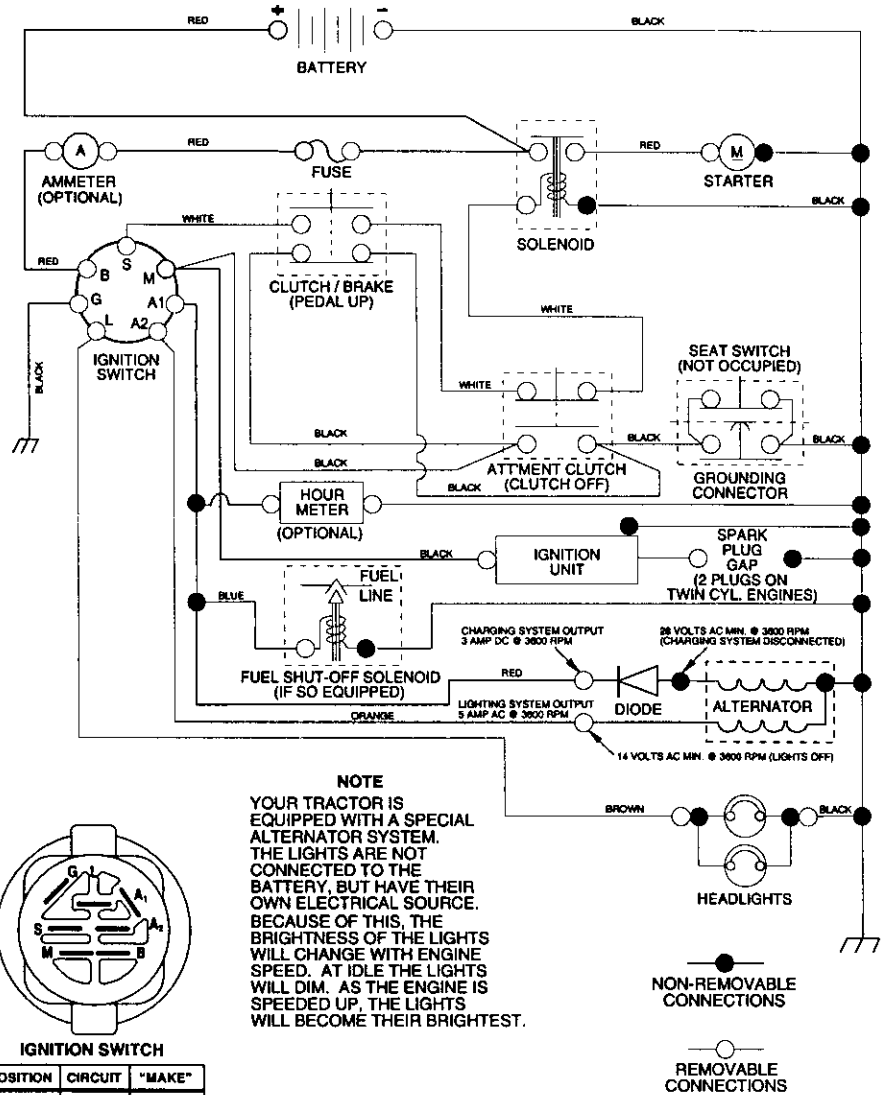 RED
+
-
BLACK
BATTERY
A
RED
AMMETER
(OPTIONAL)
FUSE
RED
M
STARTER
SOLENOID
BLACK
WHITE
CLUTCH / BRAKE
(PEDAL UP)
RED
S
B
M
G
A1
L
A2
IGNITION
SWITCH
BLACK
WHITE
WHITE
SEAT SWITCH
(NOT OCCUPIED)
BLACK
BLACK
BLACK
BLACK
BLACK
ATT'MENT CLUTCH
(CLUTCH OFF)
GROUNDING
CONNECTOR
HOUR
METER
(OPTIONAL)
BLACK
IGNITION
UNIT
SPARK
PLUG
GAP
(2 PLUGS ON
TWIN CYL. ENGINES)
BLUE
FUEL
LINE
FUEL SHUT-OFF SOLENOID
(IF SO EQUIPPED)
CHARGING SYSTEM OUTPUT
3 AMP DC @ 3600 RPM
28 VOLTS AC MIN. @ 3600 RPM
(CHARGING SYSTEM DISCONNECTED)
RED
DIODE
ALTERNATOR
LIGHTING SYSTEM OUTPUT
5 AMP AC @ 3600 RPM
ORANGE
14 VOLTS AC MIN. @ 3600 RPM (LIGHTS OFF)
BROWN
BLACK
HEADLIGHTS
NOTE
YOUR TRACTOR IS
EQUIPPED WITH A SPECIAL
ALTERNATOR SYSTEM.
THE LIGHTS ARE NOT
CONNECTED TO THE
BATTERY, BUT HAVE THEIR
OWN ELECTRICAL SOURCE.
BECAUSE OF THIS, THE
BRIGHTNESS OF THE LIGHTS
WILL CHANGE WITH ENGINE
SPEED. AT IDLE THE LIGHTS
WILL DIM. AS THE ENGINE IS
SPEEDED UP, THE LIGHTS
WILL BECOME THEIR BRIGHTEST.
G
L
A1
S
A2
M
B
IGNITION SWITCH
OSITION CIRCUIT "MAKE"
NON-REMOVABLE
CONNECTIONS
REMOVABLE
CONNECTIONS